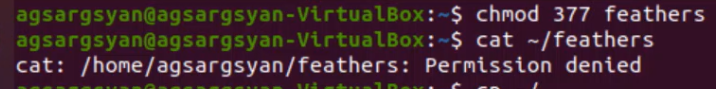 agsargsyan@agsargsyan-VirtualBox:~$ chmod 377 feathers
agsargsyan@agsargsyan-VirtualBox:~$ cat ~/feathers
cat: /home/agsargsyan/feathers: Permission denied